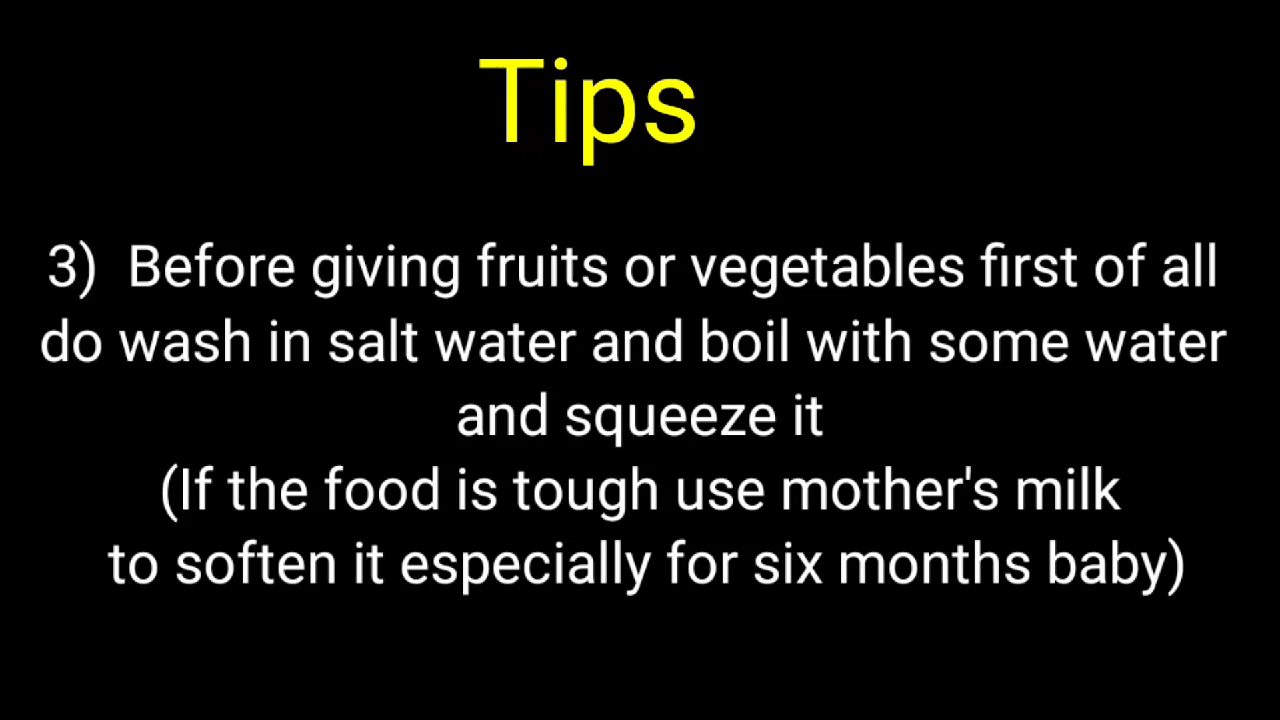 Tips
3)  Before giving fruits or vegetables first of all
do wash in salt water and boil with some water
and squeeze it
(If the food is tough use mother's milk
to soften it especially for six months baby)